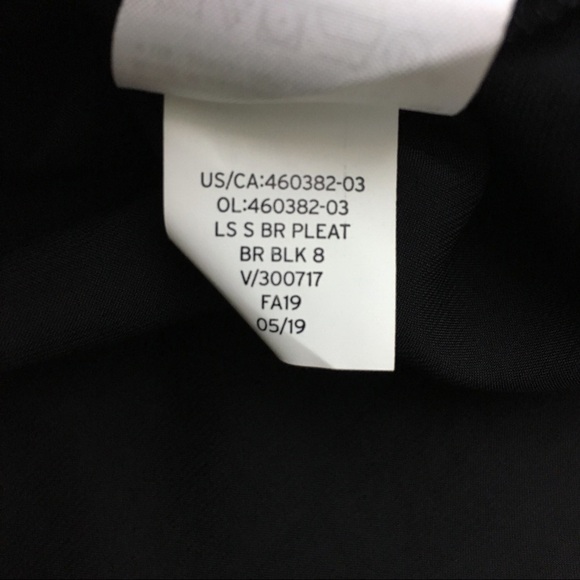 US/CA:460382-03
OL:460382-03
LS S BR PLEAT
BR BLK 8
V/300717
FA19
05/19